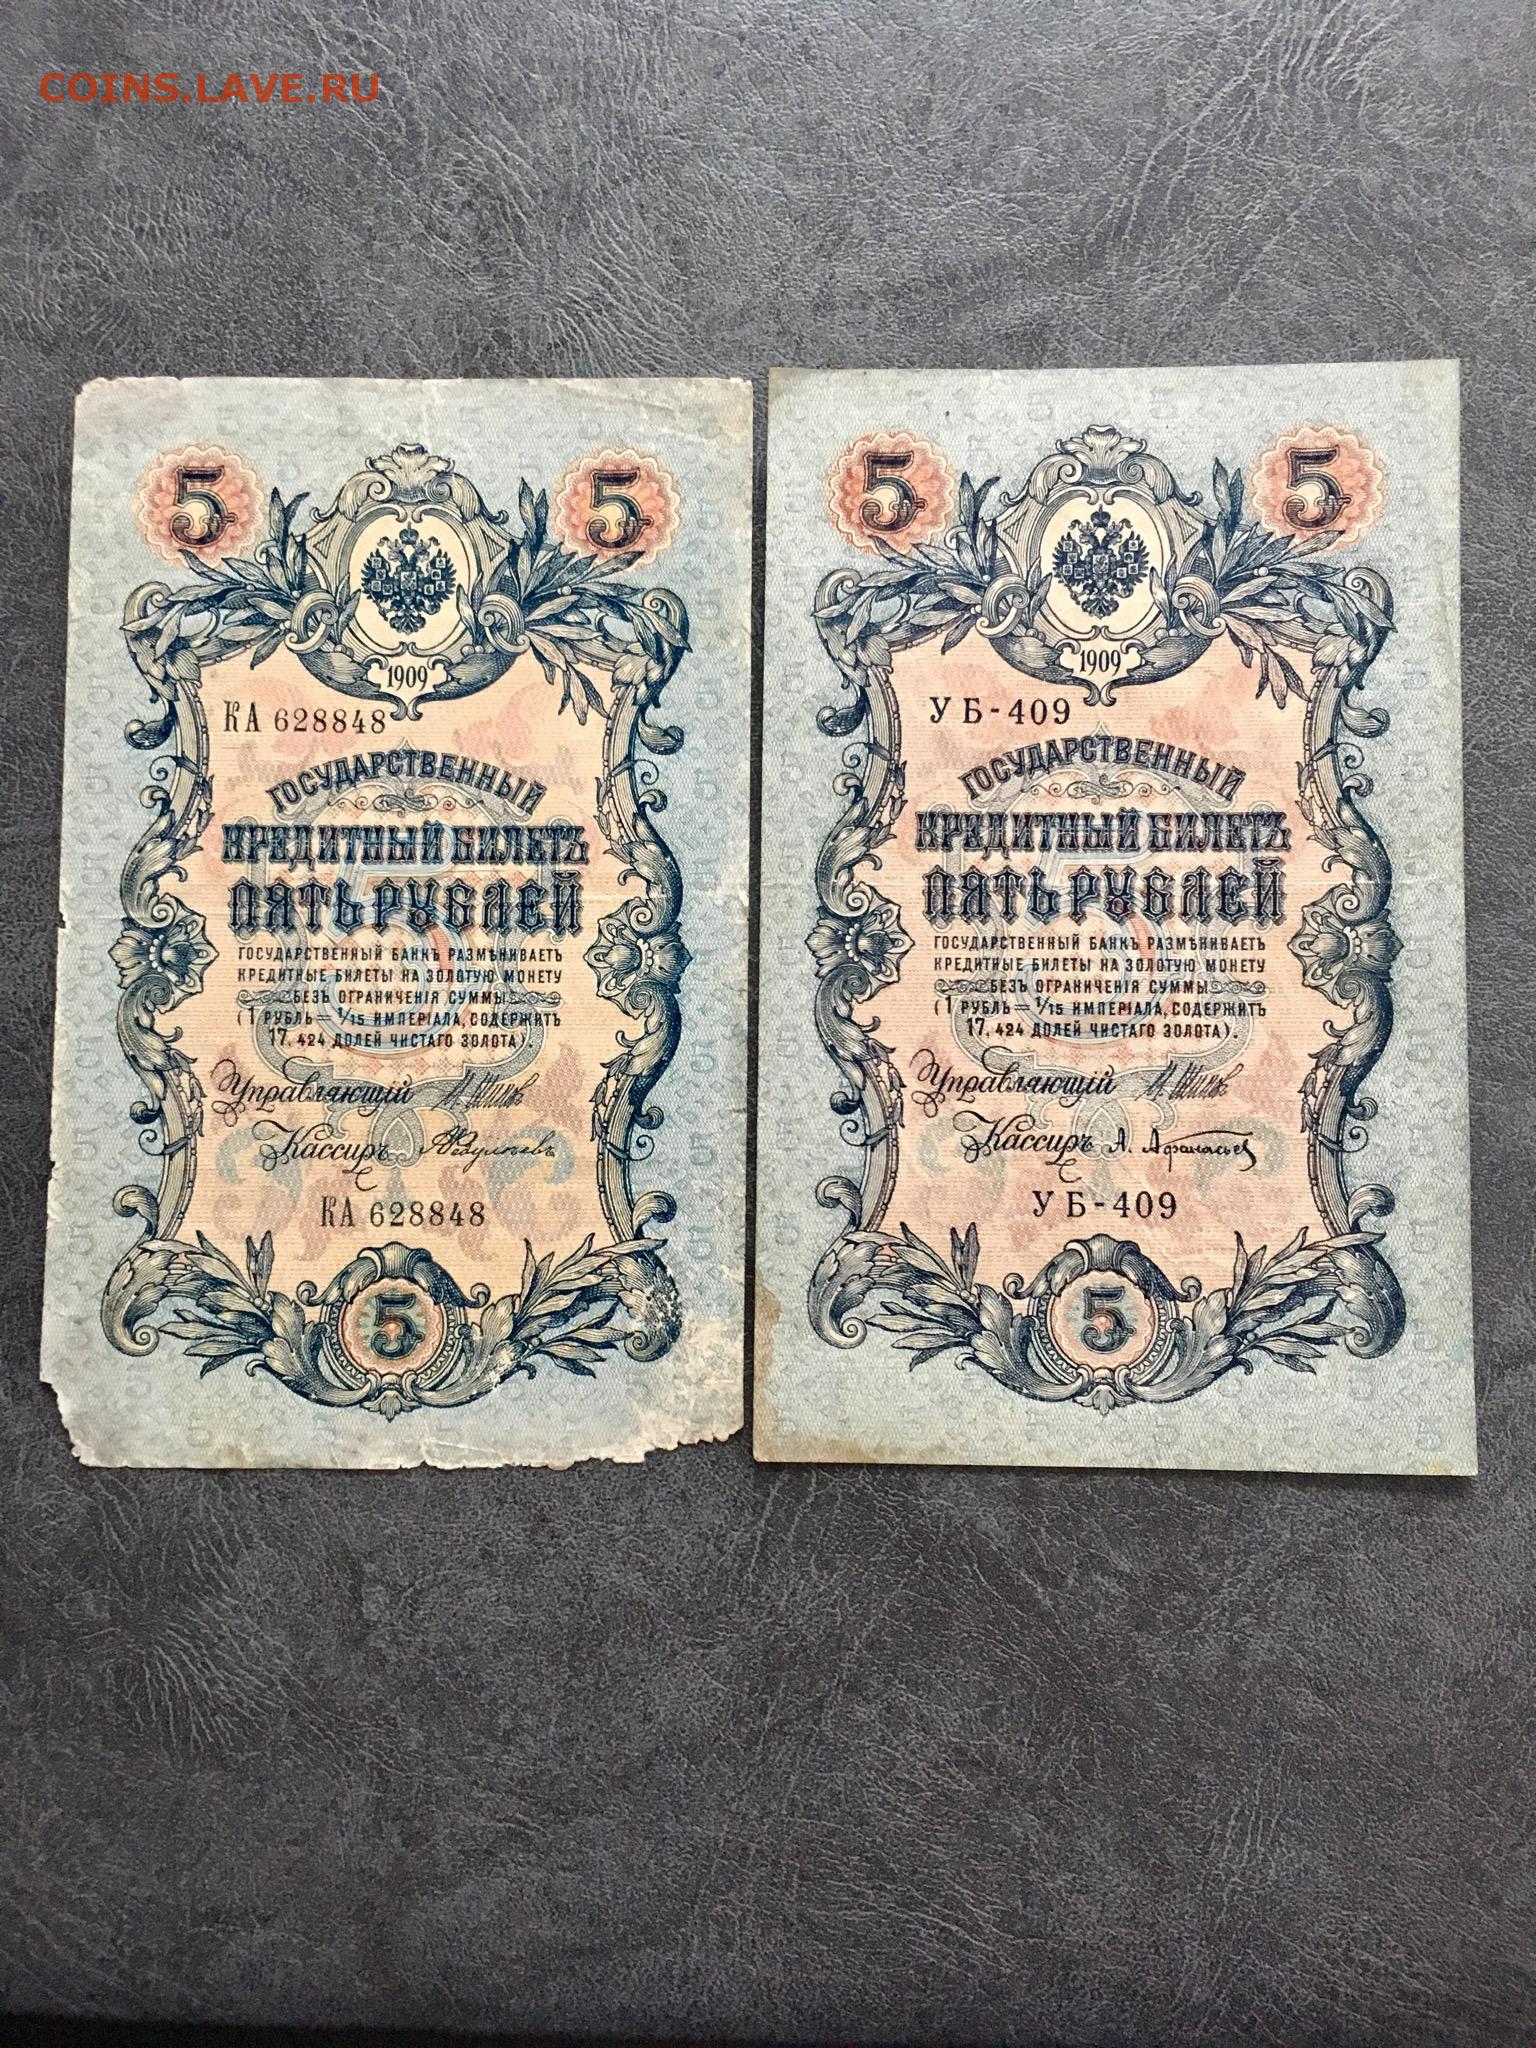 COINS.LAVE.RU
5 5
1909
КА 628848
ГОСУДАРСТВЕННЫЙ
КРЕДИТНЫЙ БИЛЕТЪ
ПЯТЬ РУБЛЕЙ
ГОСУДАРСТВЕННЫЙ БАНКЪ РАЗМѢНИВАЕТЪ
КРЕДИТНЫЕ БИЛЕТЫ НА ЗОЛОТУЮ МОНЕТУ
БЕЗЪ ОГРАНИЧЕНІЯ СУММЫ
(1 РУБЛЬ = 1/15 ИМПЕРІАЛА, СОДЕРЖИТЪ
17,424 ДОЛЕЙ ЧИСТАГО ЗОЛОТА).
Управляющій
Кассиръ
КА 628848
5
5 5
1909
УБ-409
ГОСУДАРСТВЕННЫЙ
КРЕДИТНЫЙ БИЛЕТЪ
ПЯТЬ РУБЛЕЙ
ГОСУДАРСТВЕННЫЙ БАНКЪ РАЗМѢНИВАЕТЪ
КРЕДИТНЫЕ БИЛЕТЫ НА ЗОЛОТУЮ МОНЕТУ
БЕЗЪ ОГРАНИЧЕНІЯ СУММЫ
(1 РУБЛЬ = 1/15 ИМПЕРІАЛА, СОДЕРЖИТЪ
17,424 ДОЛЕЙ ЧИСТАГО ЗОЛОТА).
Управляющій
Кассиръ А. Афанасьев
УБ-409
5